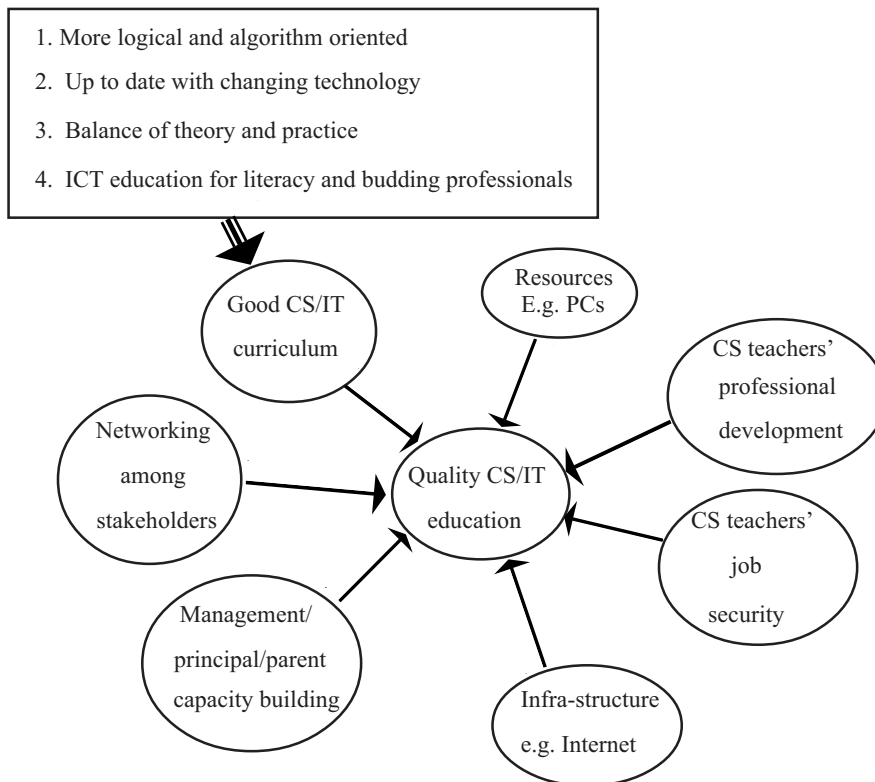 1. More logical and algorithm oriented
2. Up to date with changing technology
3. Balance of theory and practice
4. ICT education for literacy and budding professionals
Good CS/IT
curriculum
Resources
E.g. PCs
CS teachers’
professional
development
Networking
among
stakeholders
Quality CS/IT
education
CS teachers’
job
security
Management/
principal/parent
capacity building
Infra-structure
e.g. Internet